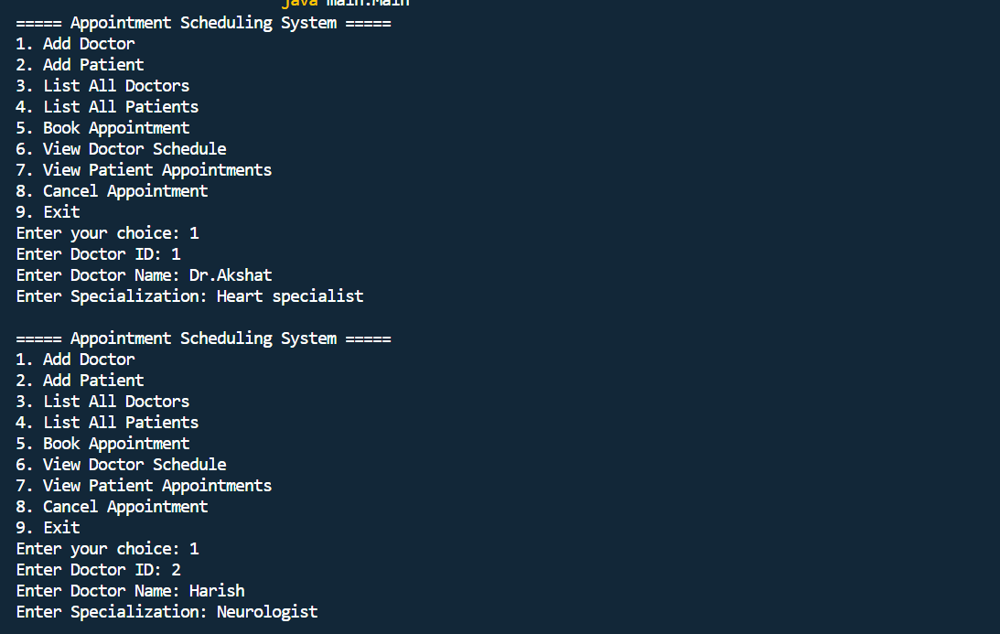 java main.Main
===== Appointment Scheduling System =====
1. Add Doctor
2. Add Patient
3. List All Doctors
4. List All Patients
5. Book Appointment
6. View Doctor Schedule
7. View Patient Appointments
8. Cancel Appointment
9. Exit
Enter your choice: 1
Enter Doctor ID: 1
Enter Doctor Name: Dr.Akshat
Enter Specialization: Heart specialist
===== Appointment Scheduling System =====
1. Add Doctor
2. Add Patient
3. List All Doctors
4. List All Patients
5. Book Appointment
6. View Doctor Schedule
7. View Patient Appointments
8. Cancel Appointment
9. Exit
Enter your choice: 1
Enter Doctor ID: 2
Enter Doctor Name: Harish
Enter Specialization: Neurologist